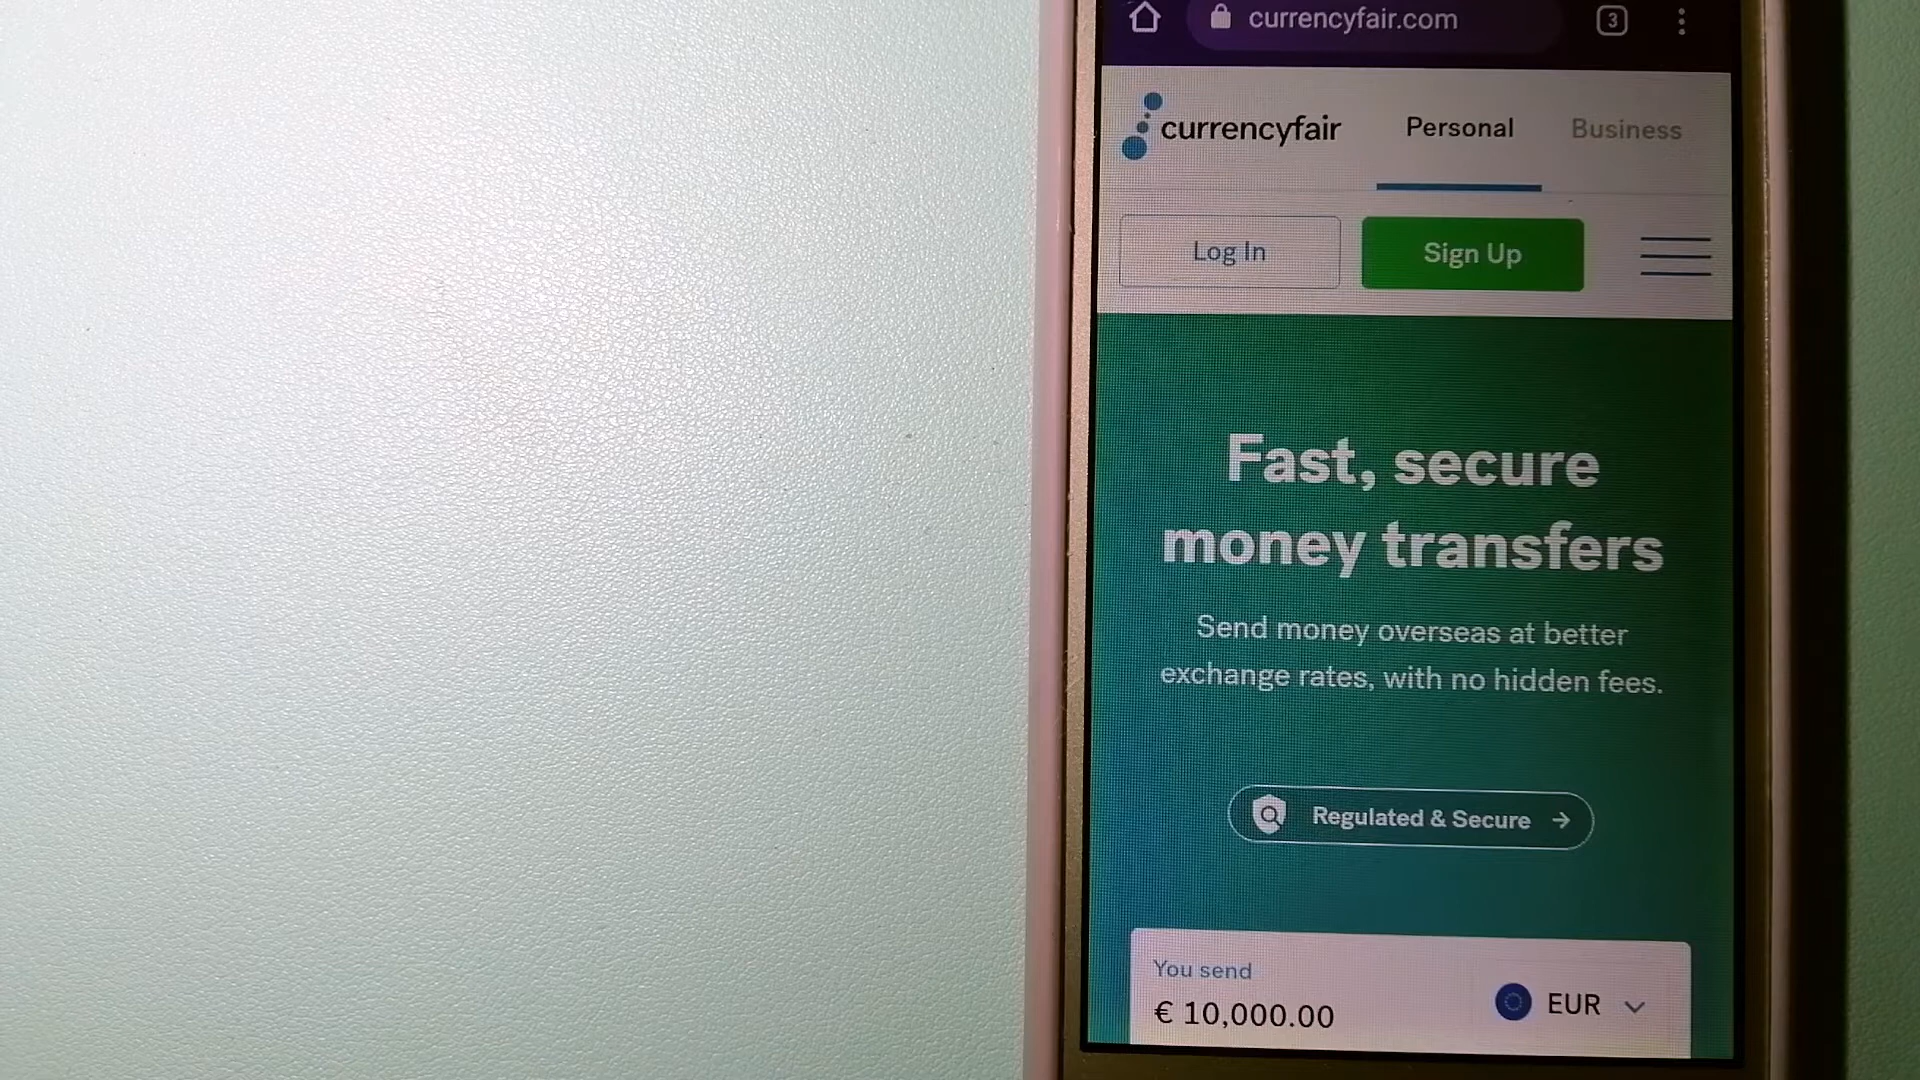 currencyfair.com 3
currencyfair Personal Business
Log In Sign Up
Fast, secure
money transfers
Send money overseas at better
exchange rates, with no hidden fees.
Regulated & Secure →
You send
€ 10,000.00 EUR